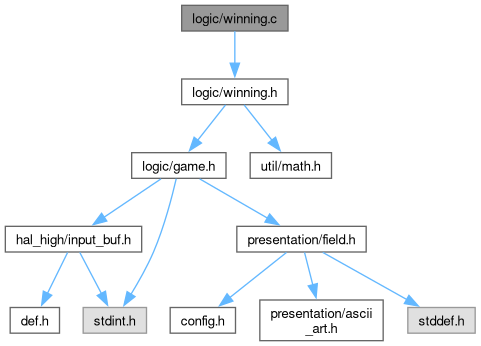 logic/winning.c
logic/winning.h
logic/game.h
util/math.h
hal_high/input_buf.h
presentation/field.h
def.h
stdint.h
config.h
presentation/ascii
_art.h
stddef.h